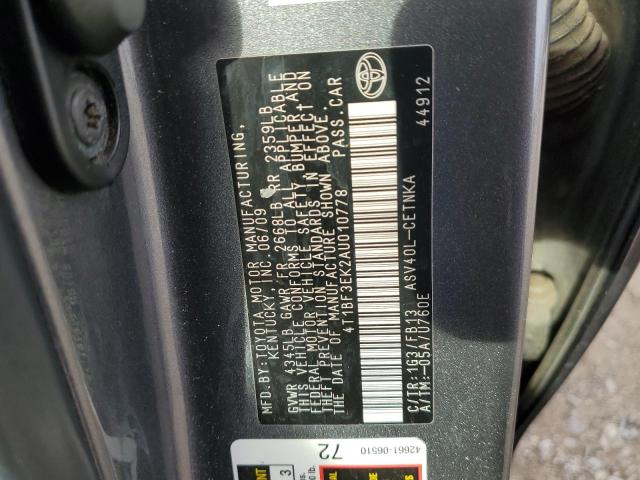 MFD.BY:TOYOTA MOTOR MANUFACTURING,
KENTUCKY, INC 06/09
GVWR 4345LB GAWR FR 2668LB RR 2359LB
THIS VEHICLE CONFORMS TO ALL APPLICABLE
FEDERAL MOTOR VEHICLE SAFETY, BUMPER AND
THEFT PREVENTION STANDARDS IN EFFECT ON
THE DATE OF MANUFACTURE SHOWN ABOVE.
4T1BF3EK2AU010778 PASS.CAR
C/TR:1G3/FB13 ASV40L-CETNKA
A/TM:-05A/U760E 44912
42661-06510
72
3